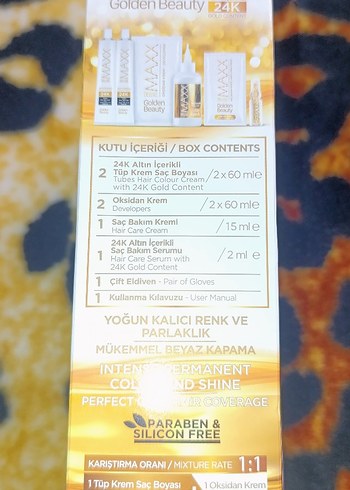 Golden Beauty 24K
MAXX
Golden
Beauty
MAXX
MAXX
KUTU İÇERİĞİ / BOX CONTENTS
2 24K Altın İçerikli
Tüp Krem Saç Boyası
Tubes Hair Colour Cream
with 24K Gold Content
/ 2 x 60 ml e
2 Oksidan Krem
Developers
/ 2 x 60 ml e
1 Saç Bakım Kremi
Hair Care Cream
/ 15 ml e
1 24K Altın İçerikli
Saç Bakım Serumu
Hair Care Serum with
24K Gold Content
/ 2 ml e
1 Çift Eldiven - Pair of Gloves
1 Kullanma Kılavuzu - User Manual
YOĞUN KALICI RENK VE
PARLAKLIK
MÜKEMMEL BEYAZ KAPAMA
INTENSE PERMANENT
AND SHINE
PERFECT COVERAGE
PARABEN &
SILICON FREE
KARIŞTIRMA ORANI / MIXTURE RATE 1:1
1 Tüp Krem Saç Boyası 1 Oksidan Krem